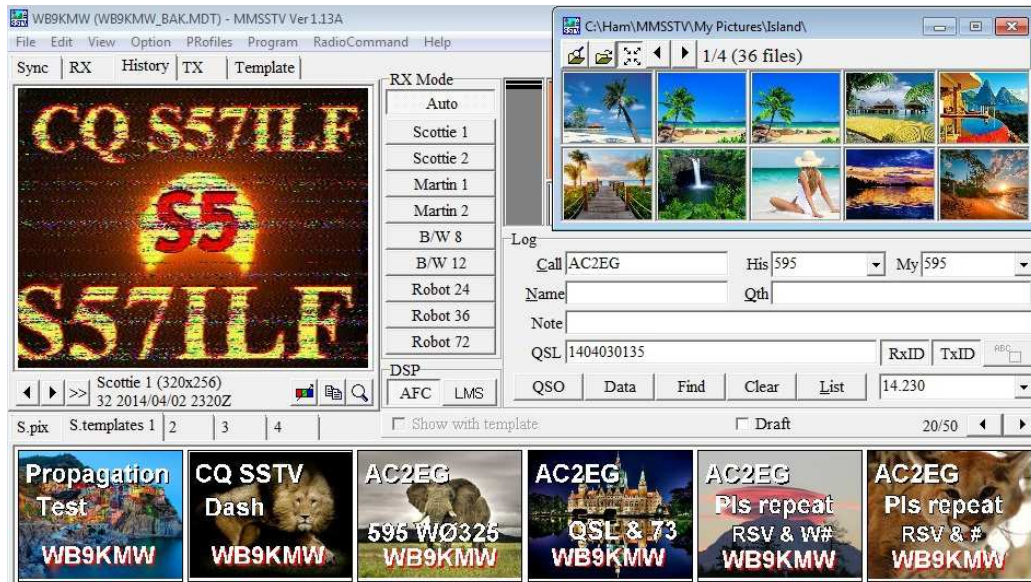 WB9KMW (WB9KMW_BAK.MDT) - MMSSTV Ver 1.13A
File Edit View Option PRofiles Program RadioCommand Help
Sync RX History TX Template
CQ S57ILF
S5
S57ILF
Scottie 1 (320x256)
32 2014/04/02 2320Z
RX Mode
Auto
Scottie 1
Scottie 2
Martin 1
Martin 2
B/W 8
B/W 12
Robot 24
Robot 36
Robot 72
DSP
AFC LMS
C:\Ham\MMSSTV\My Pictures\Island\
1/4 (36 files)
Log
Call AC2EG His 595 My 595
Name Qth
Note
QSL 1404030135 RxID TxID ABC
QSO Data Find Clear List 14.230
S.pix S.templates 1 2 3 4
Show with template Draft 20/50
Propagation
Test
WB9KMW
CQ SSTV
Dash
WB9KMW
AC2EG
595 WØ325
WB9KMW
AC2EG
QSL & 73
WB9KMW
AC2EG
Pls repeat
RSV & W#
WB9KMW
AC2EG
Pls repeat
RSV & #
WB9KMW